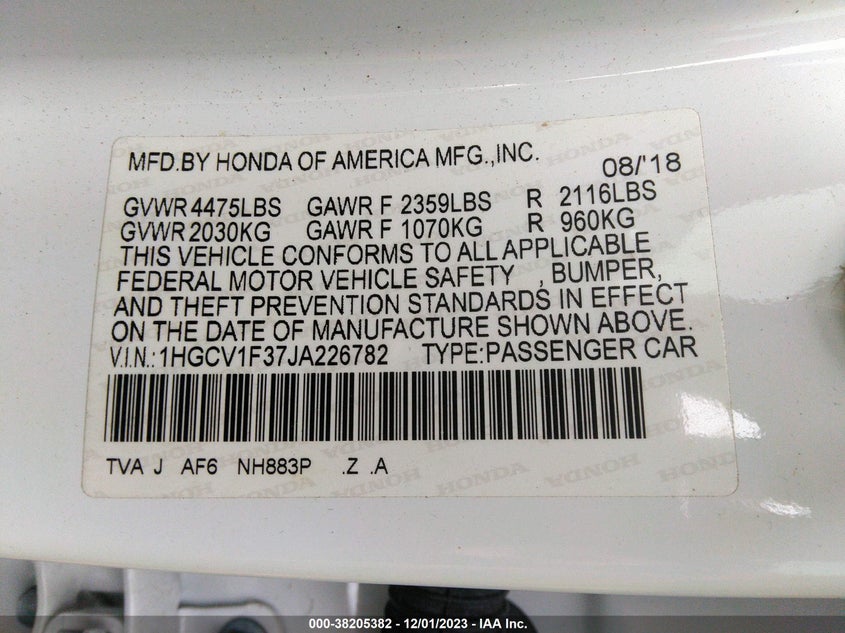 MFD.BY HONDA OF AMERICA MFG.,INC. 08/'18
GVWR 4475LBS GAWR F 2359LBS R 2116LBS
GVWR 2030KG GAWR F 1070KG R 960KG
THIS VEHICLE CONFORMS TO ALL APPLICABLE
FEDERAL MOTOR VEHICLE SAFETY , BUMPER,
AND THEFT PREVENTION STANDARDS IN EFFECT
ON THE DATE OF MANUFACTURE SHOWN ABOVE.
V.I.N.: 1HGCV1F37JA226782 TYPE:PASSENGER CAR
TVA J AF6 NH883P .Z .A
000-38205382 - 12/01/2023 - IAA Inc.